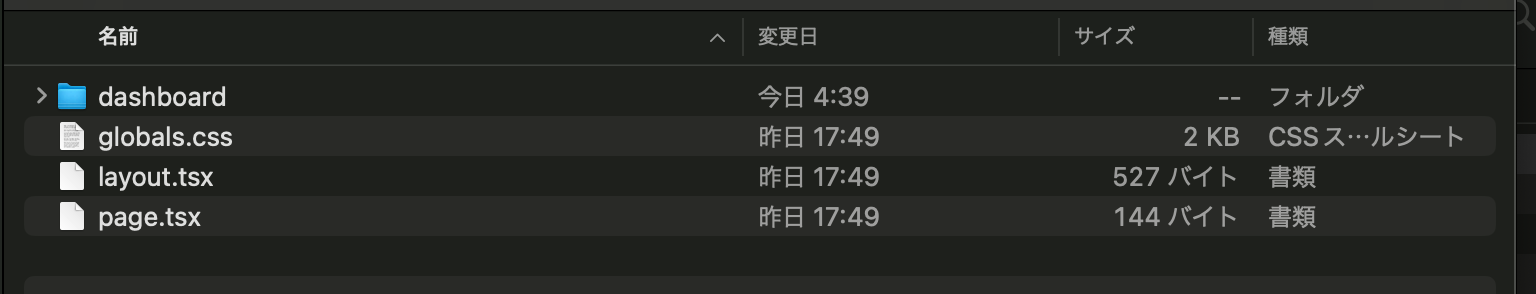 名前 変更日 サイズ 種類
dashboard 今日 4:39 -- フォルダ
globals.css 昨日 17:49 2 KB CSSス…ルシート
layout.tsx 昨日 17:49 527 バイト 書類
page.tsx 昨日 17:49 144 バイト 書類